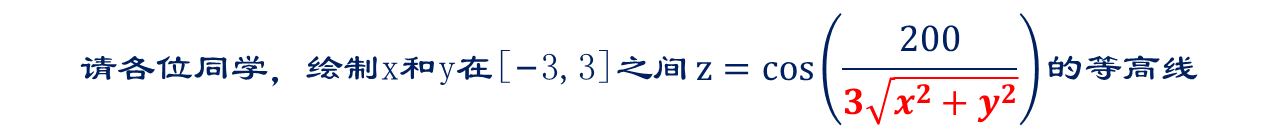 请各位同学，绘制x和y在[−3,3]之间 z = cos(200/(3√(x²+y²)))的等高线